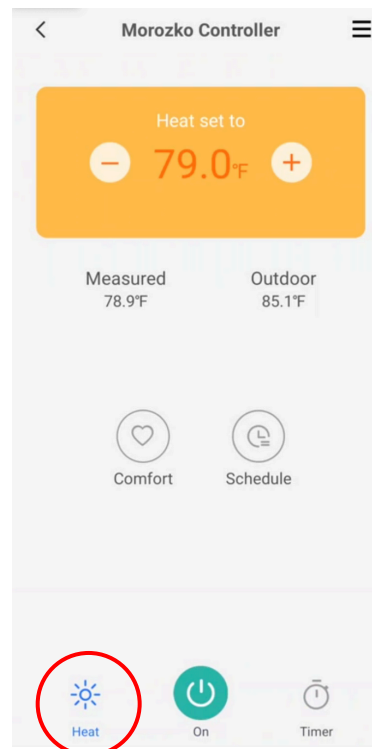 Morozko Controller
Heat set to
79.0°F
Measured Outdoor
78.9°F 85.1°F
Comfort Schedule
Heat On Timer